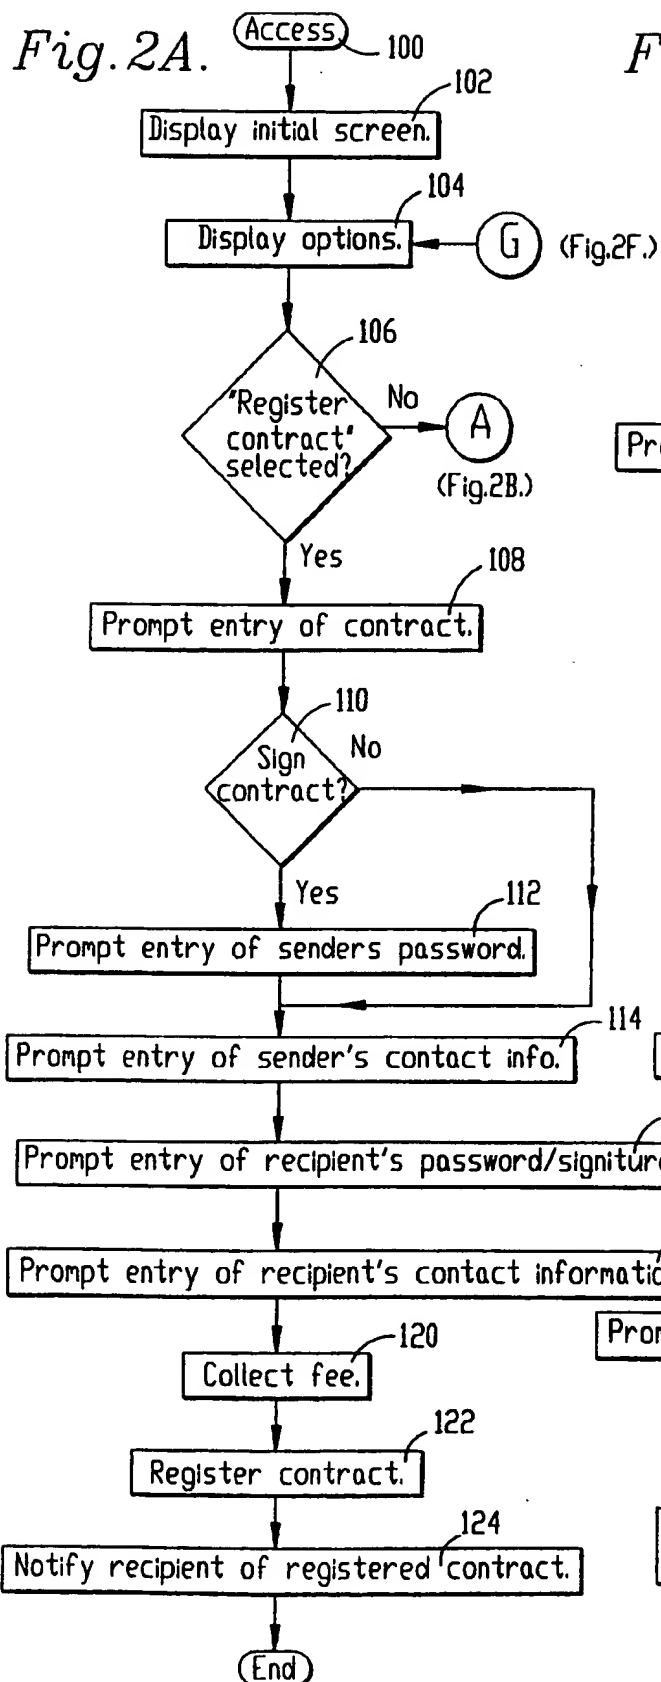 Fig.2A.
F
Access
100
102
Display initial screen.
104
Display options.
G
(Fig.2F.)
106
"Register
contract"
selected?
No
A
(Fig.2B.)
Yes
108
Prompt entry of contract.
110
Sign
contract?
No
Yes
112
Prompt entry of senders password.
114
Prompt entry of sender's contact info.
Prompt entry of recipient's password/signiture
Prompt entry of recipient's contact informatio
120
Collect fee.
122
Register contract.
124
Notify recipient of registered contract.
End